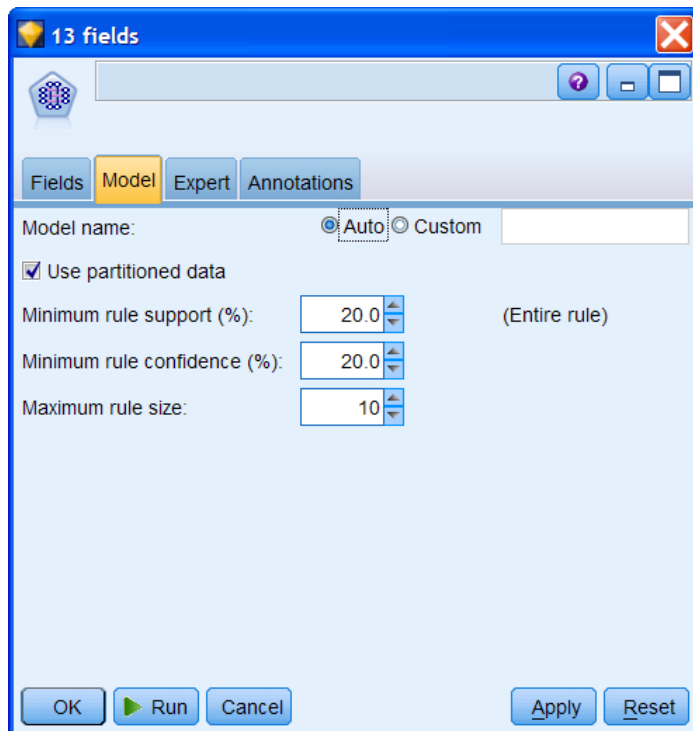 13 fields
?
Fields Model Expert Annotations
Model name: Auto Custom
Use partitioned data
Minimum rule support (%): 20.0 (Entire rule)
Minimum rule confidence (%): 20.0
Maximum rule size: 10
OK Run Cancel Apply Reset